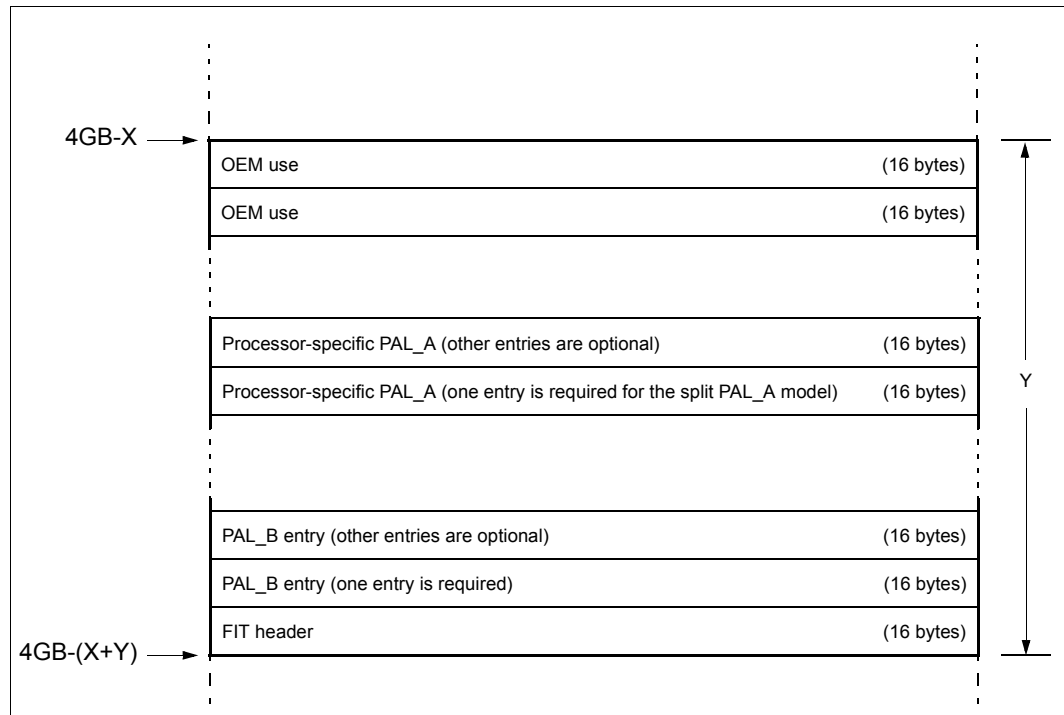 4GB-X
OEM use (16 bytes)
OEM use (16 bytes)
Processor-specific PAL_A (other entries are optional) (16 bytes)
Y
Processor-specific PAL_A (one entry is required for the split PAL_A model) (16 bytes)
PAL_B entry (other entries are optional) (16 bytes)
PAL_B entry (one entry is required) (16 bytes)
FIT header (16 bytes)
4GB-(X+Y)